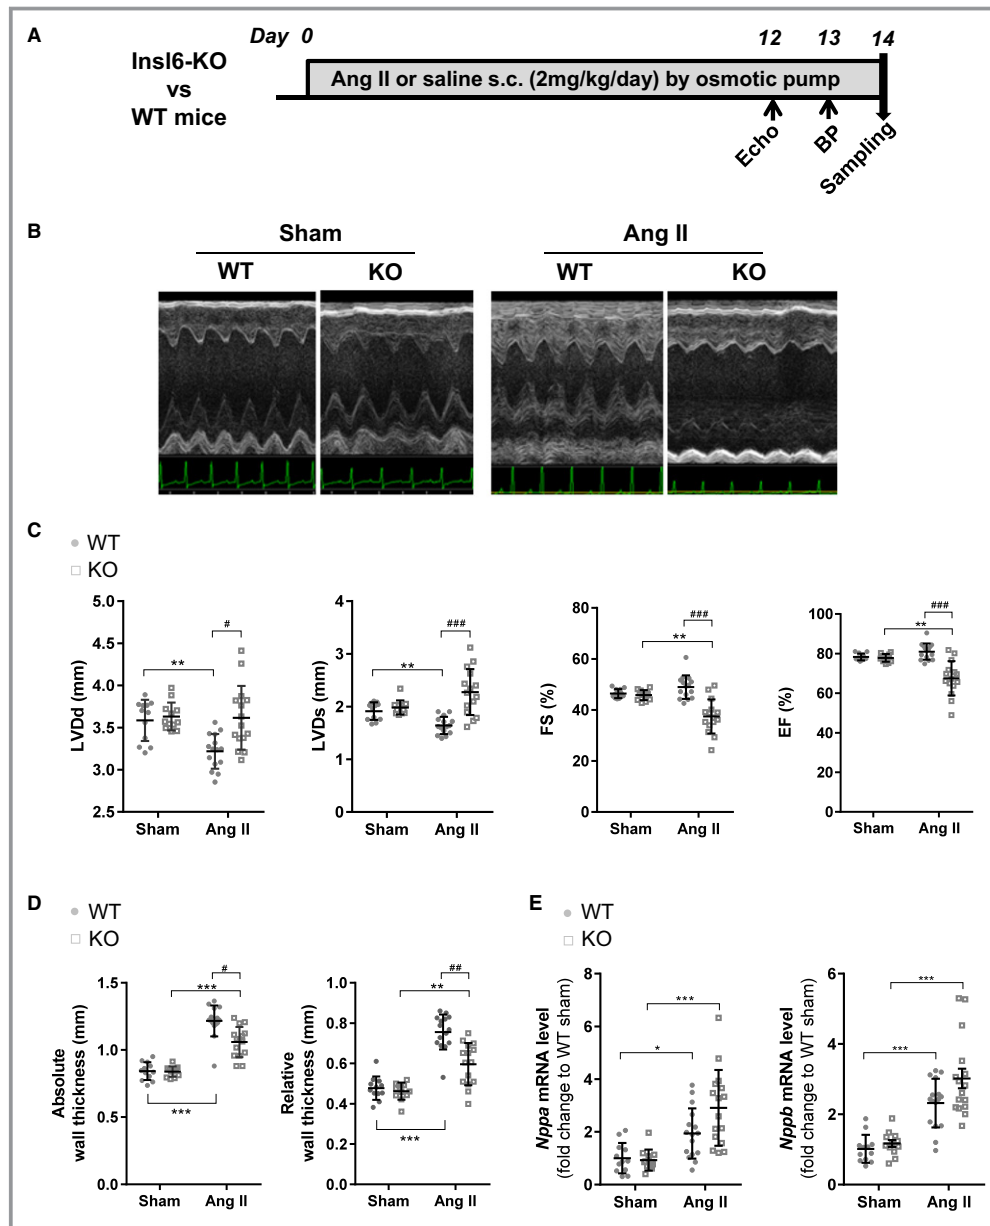 A
Day 0 12 13 14
Insl6-KO
vs
WT mice
Ang II or saline s.c. (2mg/kg/day) by osmotic pump
Echo
BP
Sampling
B
Sham
Ang II
WT
KO
WT
KO
C
WT
KO
LVDd (mm)
5.0
4.5
4.0
3.5
3.0
2.5
**
#
Sham
Ang II
LVDs (mm)
4
3
2
1
0
**
###
Sham
Ang II
FS (%)
80
60
40
20
0
**
###
Sham
Ang II
EF (%)
100
80
60
40
20
0
**
###
Sham
Ang II
D
WT
KO
Absolute
wall thickness (mm)
1.5
1.0
0.5
0.0
#
***
***
Sham
Ang II
Relative
wall thickness (mm)
1.0
0.8
0.6
0.4
0.2
0.0
##
**
***
Sham
Ang II
E
WT
KO
Nppa mRNA level
(fold change to WT sham)
8
6
4
2
0
***
*
Sham
Ang II
Nppb mRNA level
(fold change to WT sham)
6
4
2
0
***
***
Sham
Ang II